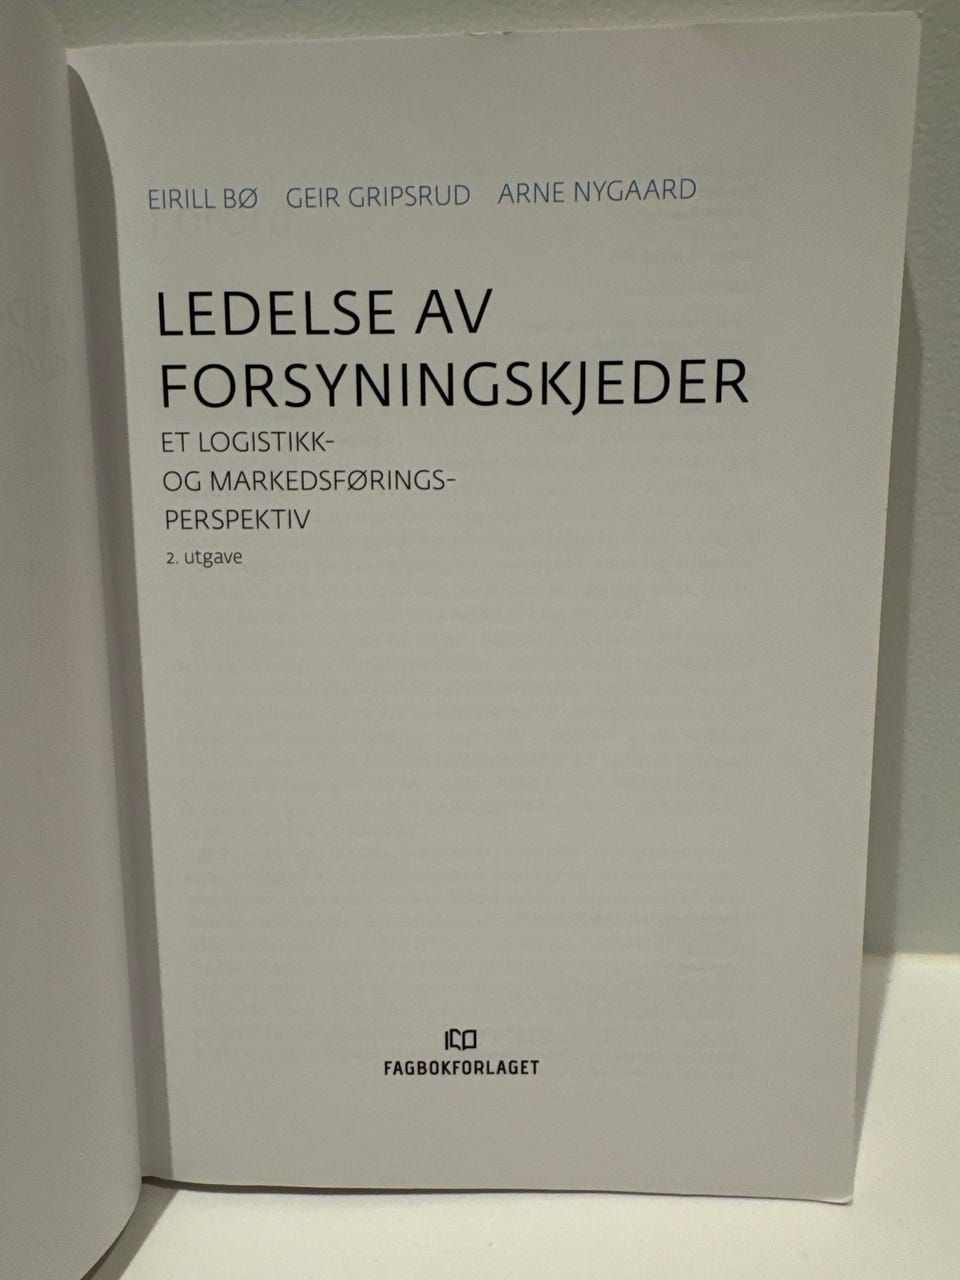 EIRILL BØ GEIR GRIPSRUD ARNE NYGAARD
LEDELSE AV
FORSYNINGSKJEDER
ET LOGISTIKK-
OG MARKEDSFØRINGS-
PERSPEKTIV
2. utgave
FAGBOKFORLAGET